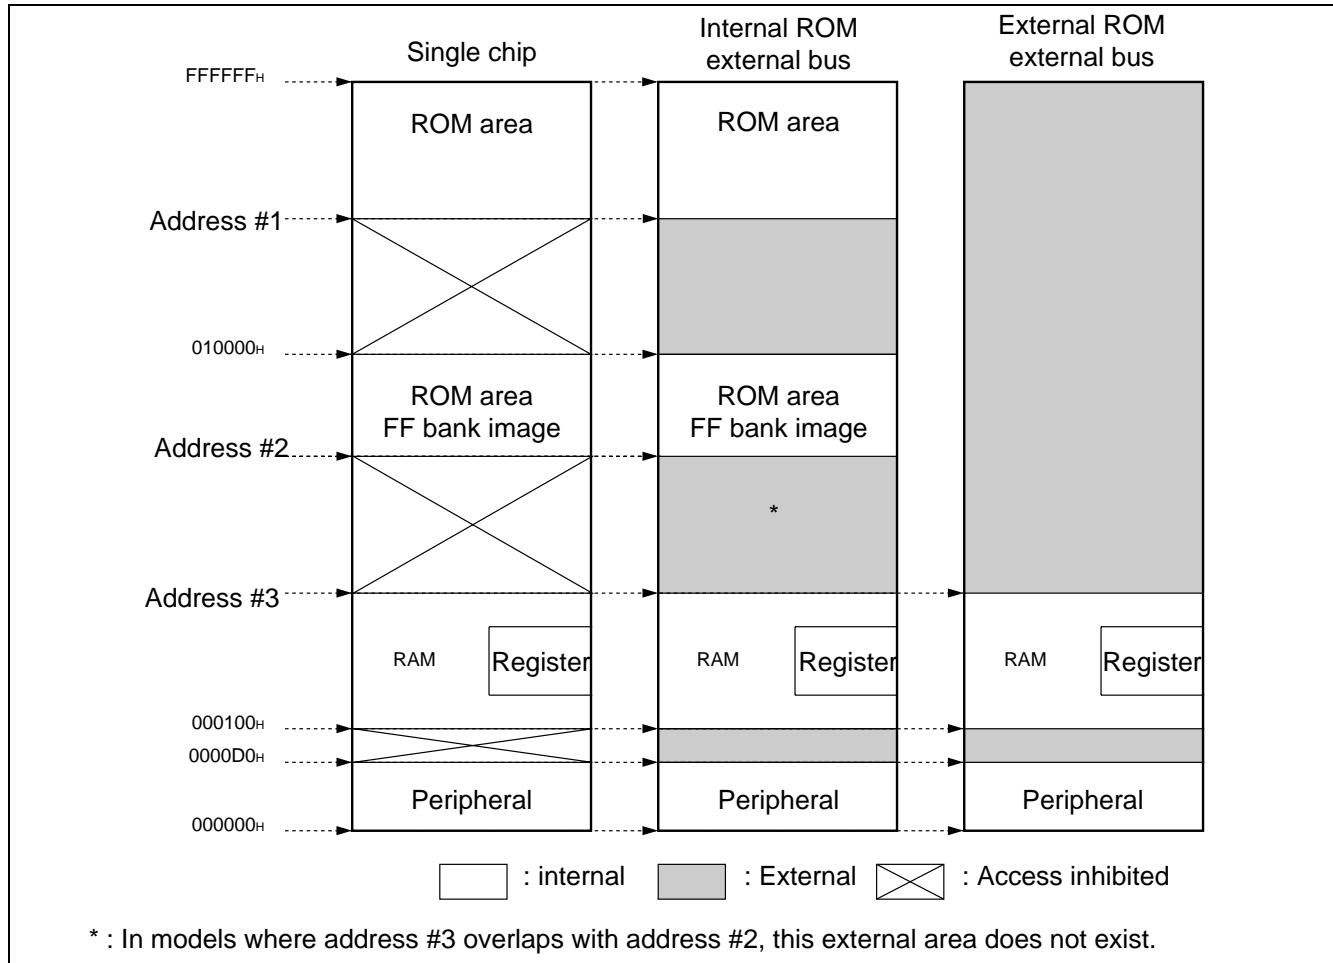 Single chip
Internal ROM
external bus
External ROM
external bus
FFFFFFH
ROM area
ROM area
Address #1
010000H
ROM area
FF bank image
ROM area
FF bank image
Address #2
*
Address #3
RAM
Register
RAM
Register
RAM
Register
000100H
0000D0H
Peripheral
Peripheral
Peripheral
000000H
: internal
: External
: Access inhibited
* : In models where address #3 overlaps with address #2, this external area does not exist.